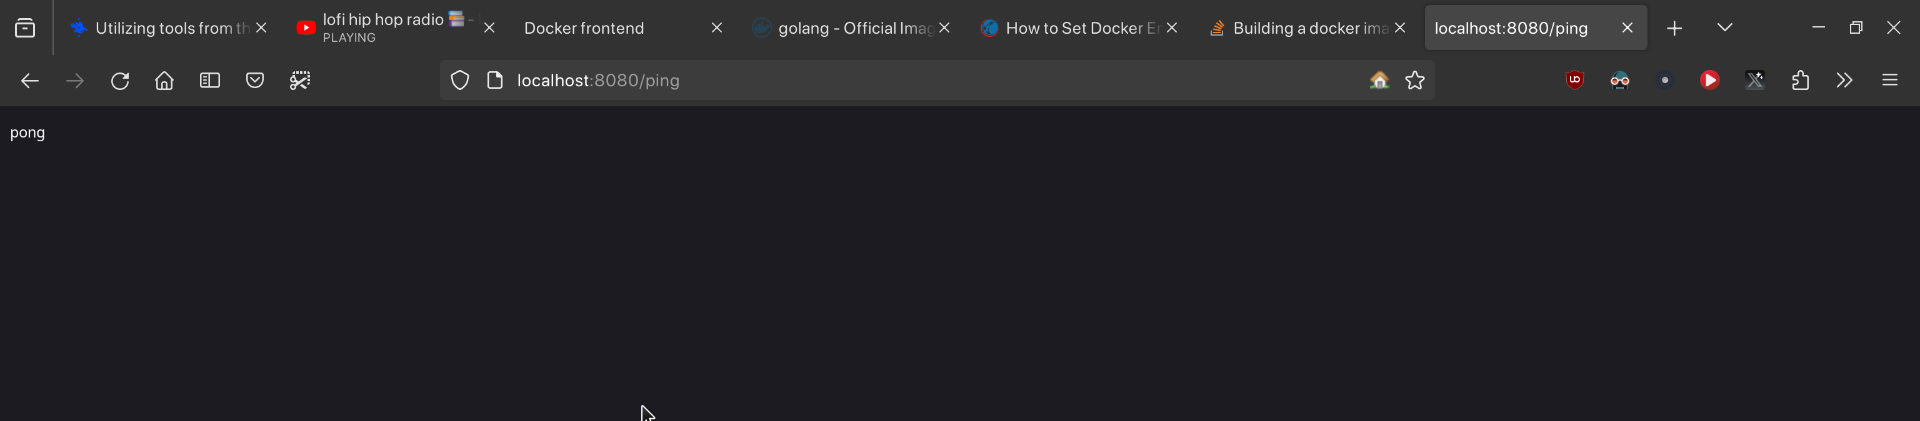 Utilizing tools from th
lofi hip hop radio
PLAYING
Docker frontend
golang - Official Imag
How to Set Docker E
Building a docker ima
localhost:8080/ping
localhost:8080/ping
pong